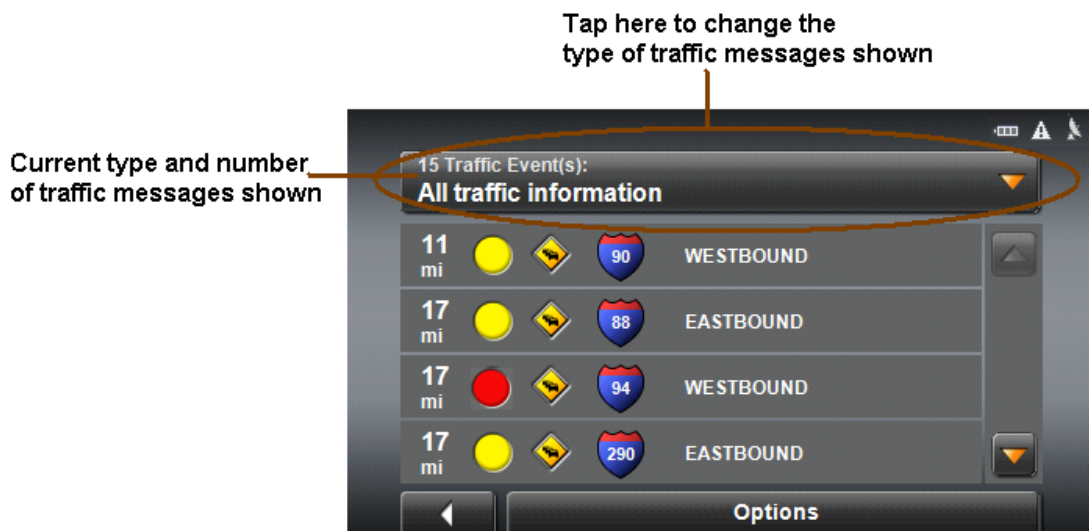 Tap here to change the
type of traffic messages shown
Current type and number
of traffic messages shown
15 Traffic Event(s):
All traffic information
11 mi 90 WESTBOUND
17 mi 88 EASTBOUND
17 mi 94 WESTBOUND
17 mi 290 EASTBOUND
Options